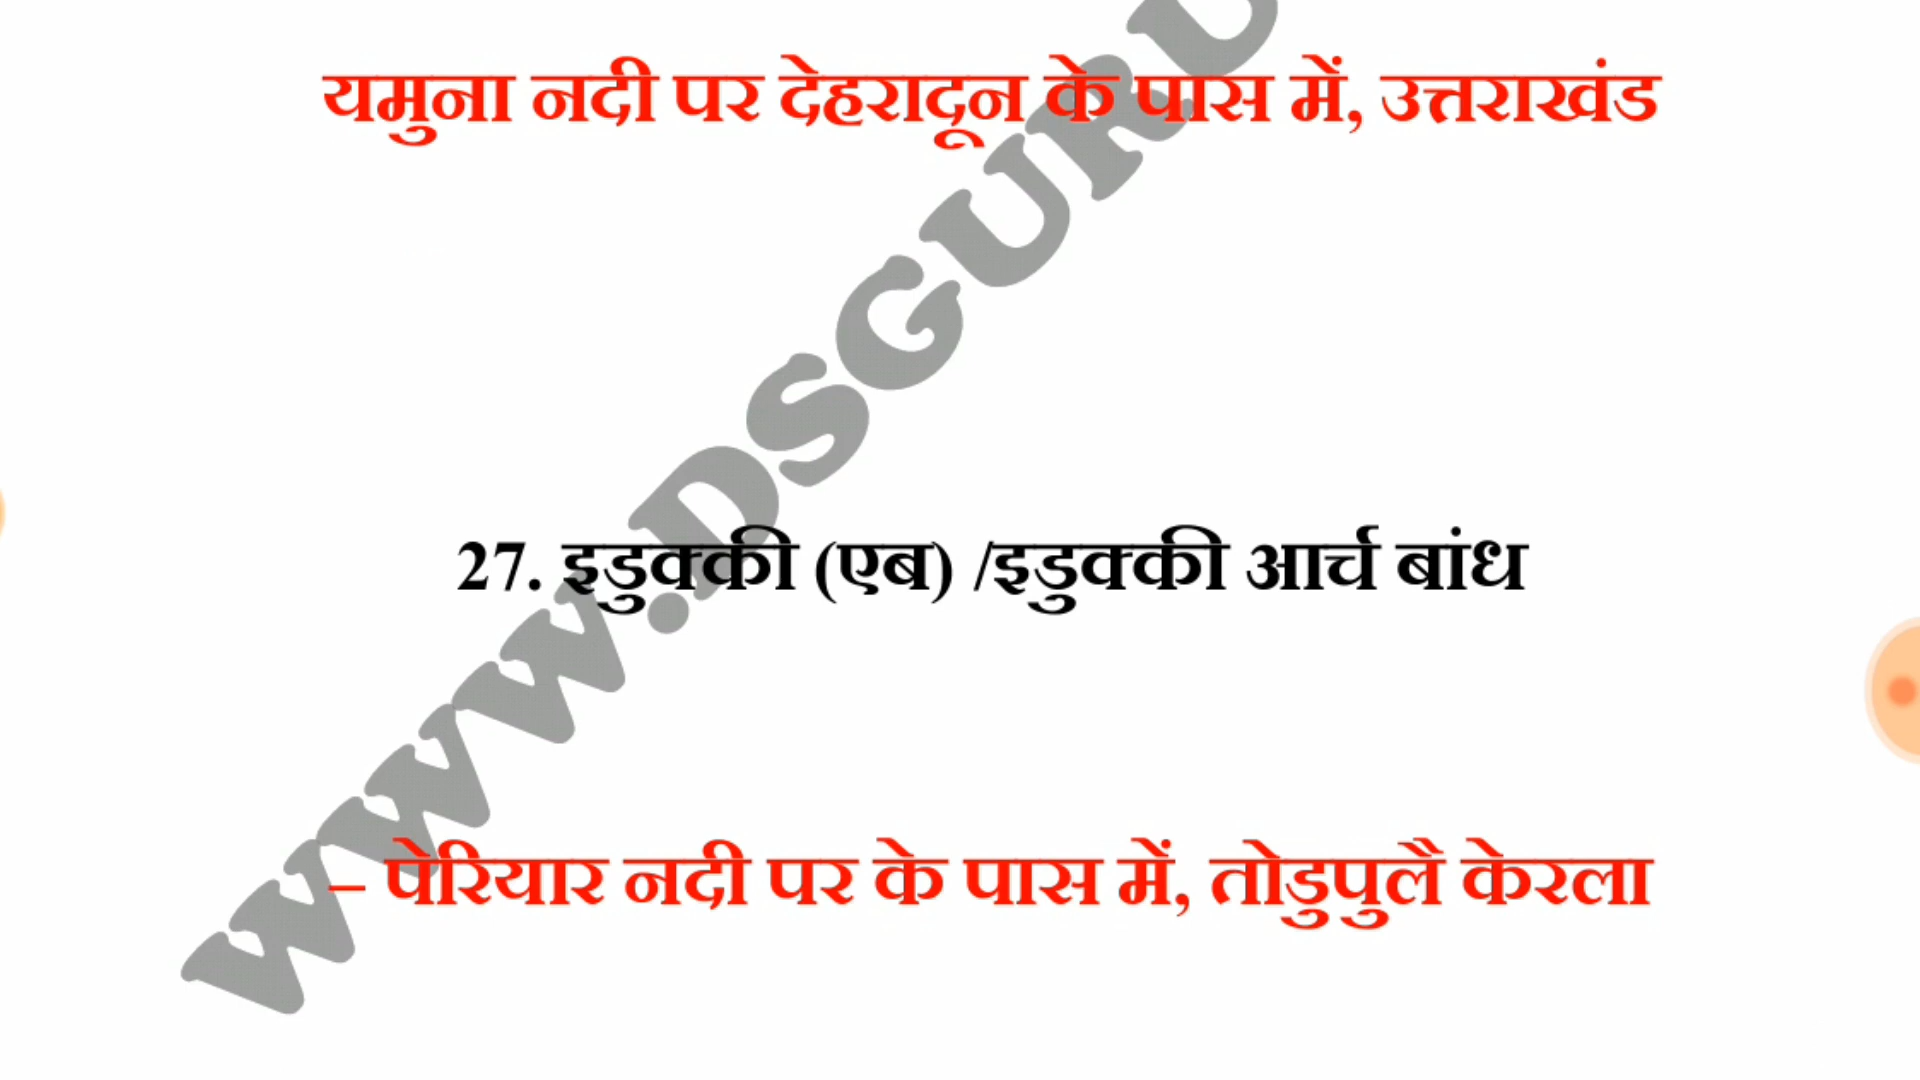 यमुना नदी पर देहरादून के पास में, उत्तराखंड
27. इडुक्की (एब) /इडुक्की आर्च बांध
– पेरियार नदी पर के पास में, तोडुपुलै केरला
WWW.DSGURU